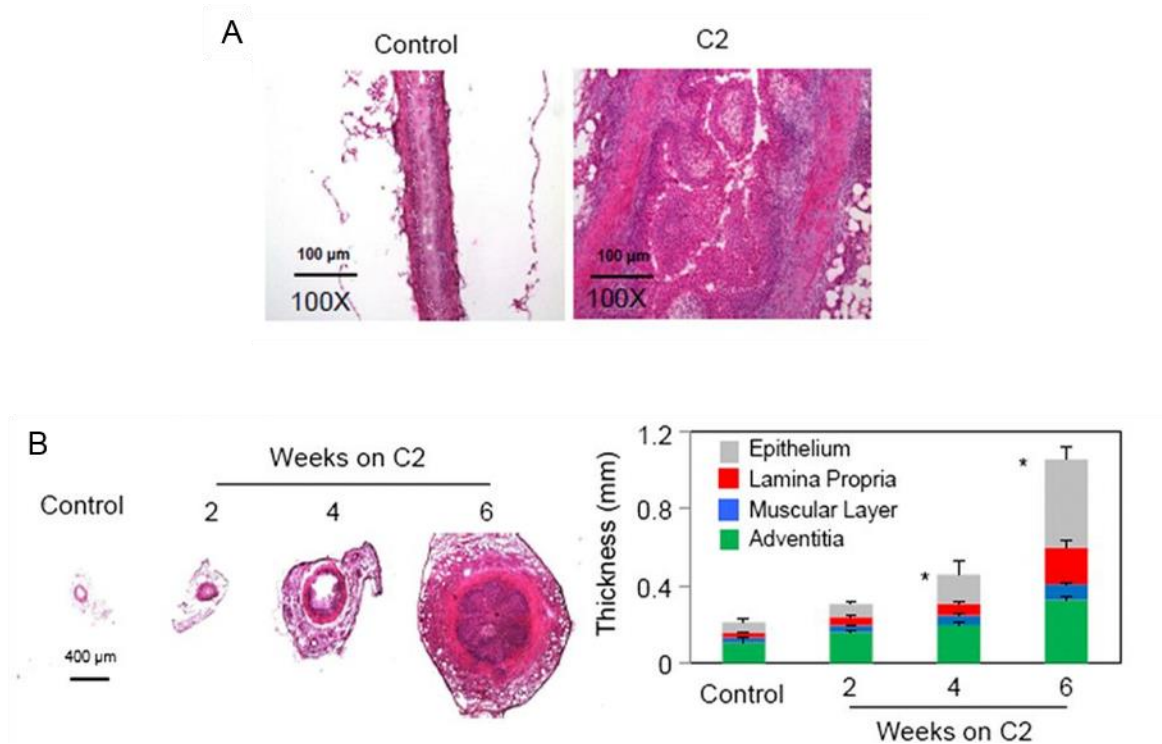 A
Control
C2
100 µm
100X
100 µm
100X
B
Weeks on C2
Control
2
4
6
400 µm
Thickness (mm)
1.2
0.8
0.4
0
Epithelium
Lamina Propria
Muscular Layer
Adventitia
*
*
Control
2
4
6
Weeks on C2